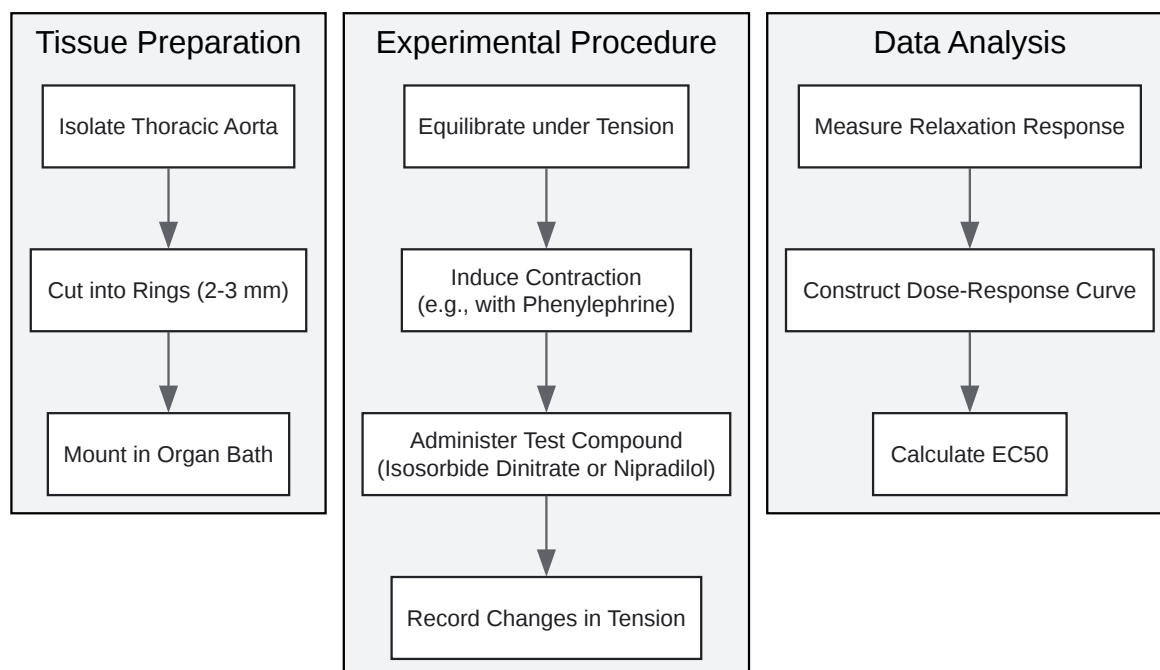 Tissue Preparation
Isolate Thoracic Aorta
Cut into Rings (2-3 mm)
Mount in Organ Bath
Experimental Procedure
Equilibrate under Tension
Induce Contraction
(e.g., with Phenylephrine)
Administer Test Compound
(Isosorbide Dinitrate or Nipradilol)
Record Changes in Tension
Data Analysis
Measure Relaxation Response
Construct Dose-Response Curve
Calculate EC50